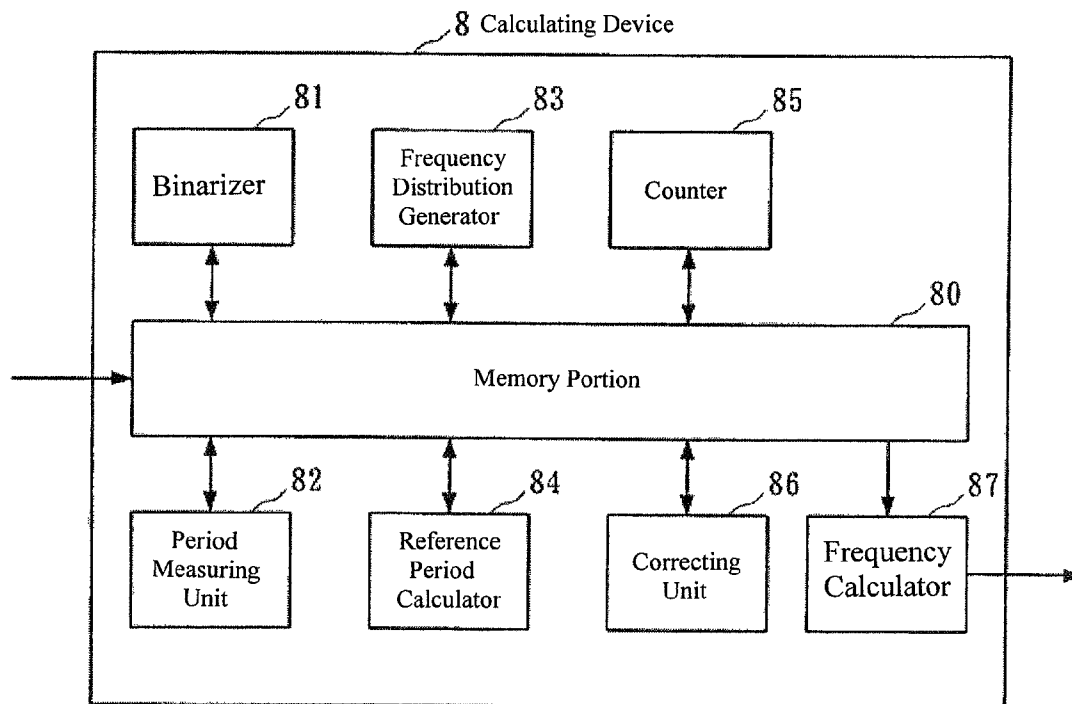 8 Calculating Device
81
83
85
Binarizer
Frequency
Distribution
Generator
Counter
80
Memory Portion
82
84
86
87
Period
Measuring
Unit
Reference
Period
Calculator
Correcting
Unit
Frequency
Calculator